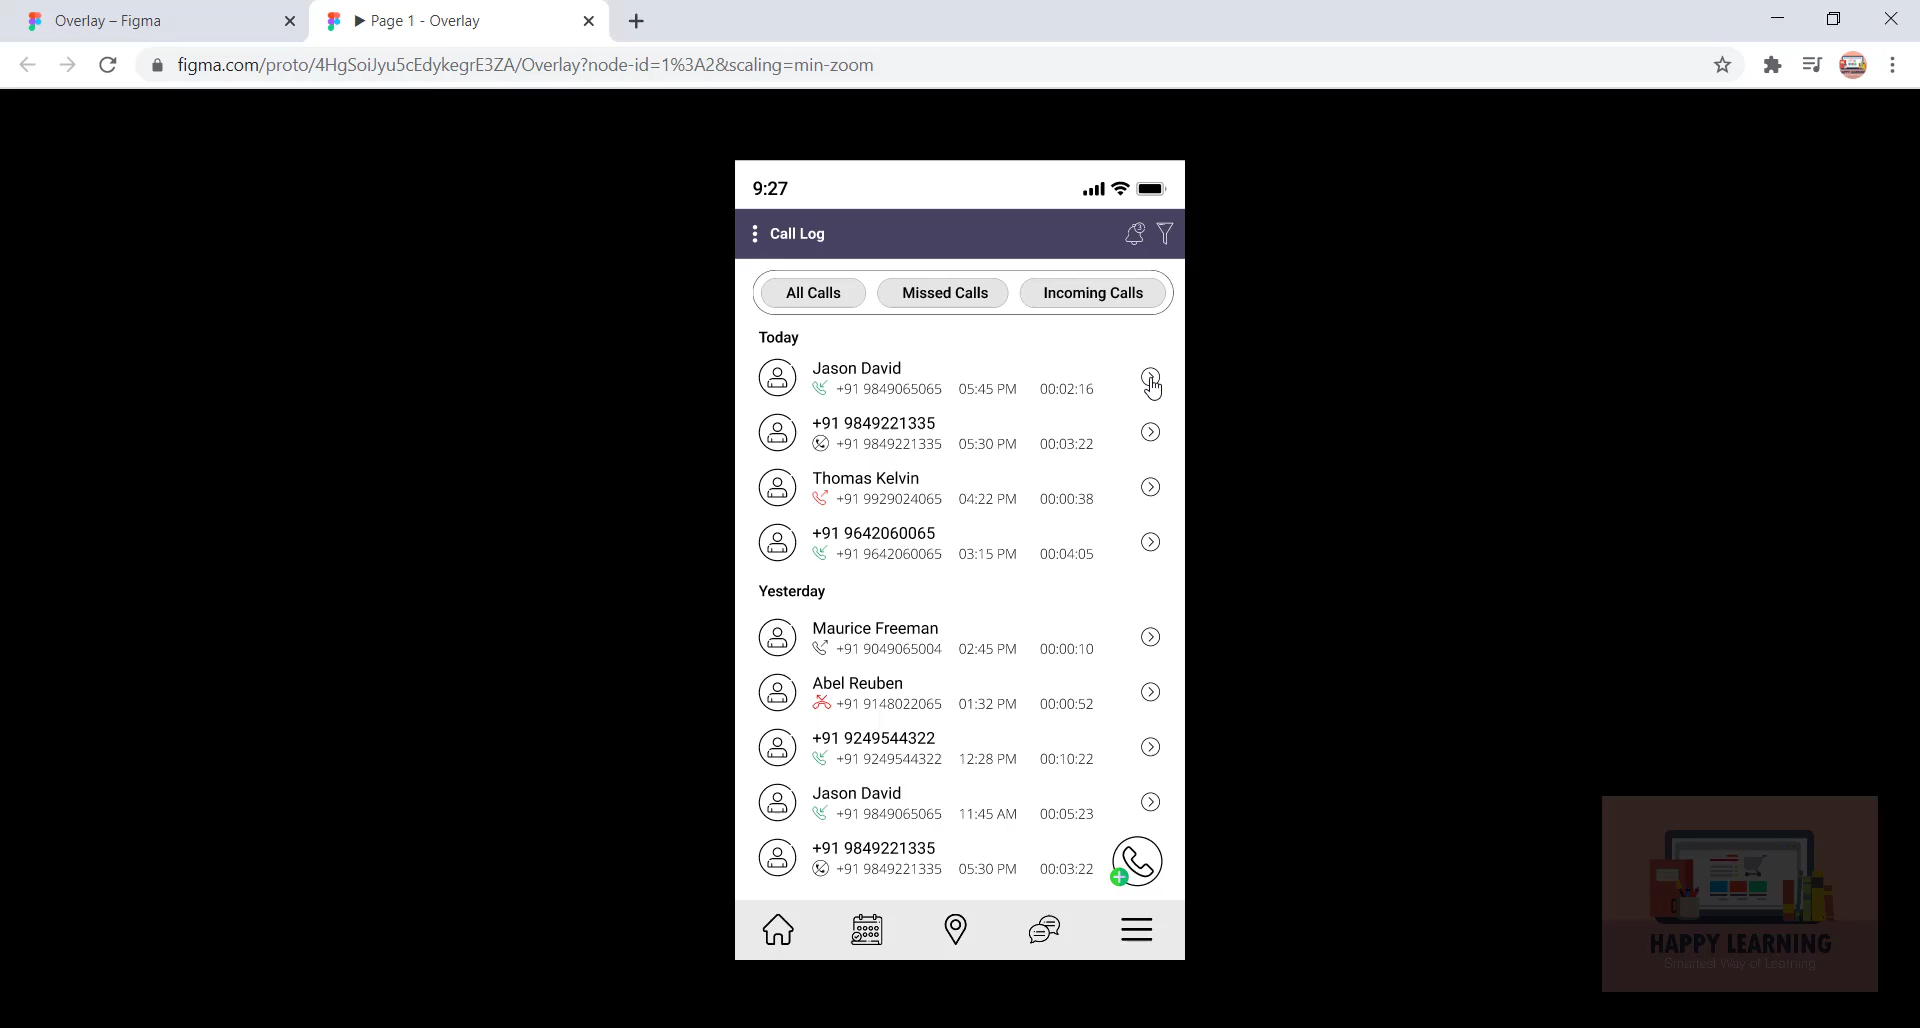 Overlay – Figma
▶ Page 1 - Overlay
figma.com/proto/4HgSoiJyu5cEdykegrE3ZA/Overlay?node-id=1%3A2&scaling=min-zoom
9:27
Call Log
3
All Calls Missed Calls Incoming Calls
Today
Jason David
+91 9849065065 05:45 PM 00:02:16
+91 9849221335
+91 9849221335 05:30 PM 00:03:22
Thomas Kelvin
+91 9929024065 04:22 PM 00:00:38
+91 9642060065
+91 9642060065 03:15 PM 00:04:05
Yesterday
Maurice Freeman
+91 9049065004 02:45 PM 00:00:10
Abel Reuben
+91 9148022065 01:32 PM 00:00:52
+91 9249544322
+91 9249544322 12:28 PM 00:10:22
Jason David
+91 9849065065 11:45 AM 00:05:23
+91 9849221335
+91 9849221335 05:30 PM 00:03:22
HAPPY LEARNING
Smartest Way of Learning